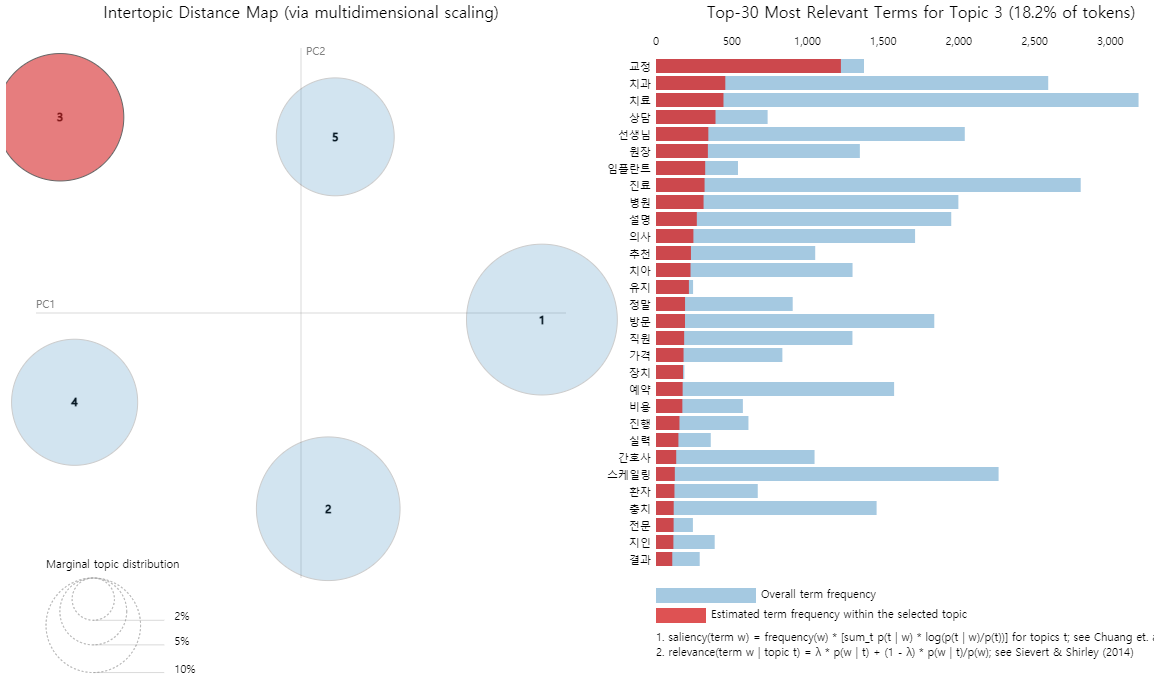 Intertopic Distance Map (via multidimensional scaling)
PC2
PC1
3
5
1
4
2
Marginal topic distribution
2%
5%
10%
Top-30 Most Relevant Terms for Topic 3 (18.2% of tokens)
0 500 1,000 1,500 2,000 2,500 3,000
교정
치과
치료
상담
선생님
원장
임플란트
진료
병원
설명
의사
추천
치아
유지
정말
방문
직원
가격
장치
예약
비용
진행
실력
간호사
스케일링
환자
충치
전문
지인
결과
Overall term frequency
Estimated term frequency within the selected topic
1. saliency(term w) = frequency(w) * [sum_t p(t | w) * log(p(t | w)/p(t))] for topics t; see Chuang et.
2. relevance(term w | topic t) = λ * p(w | t) + (1 - λ) * p(w | t)/p(w); see Sievert & Shirley (2014)